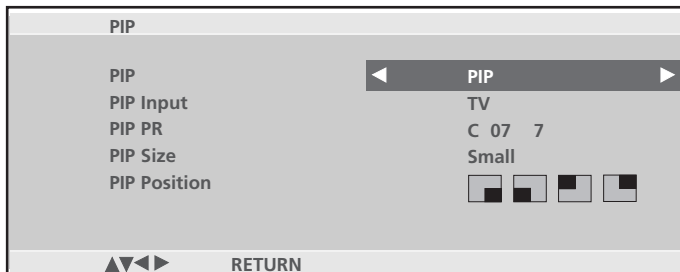 PIP
PIP ◀ PIP ▶
PIP Input TV
PIP PR C 07 7
PIP Size Small
PIP Position
▲▼◀▶ RETURN